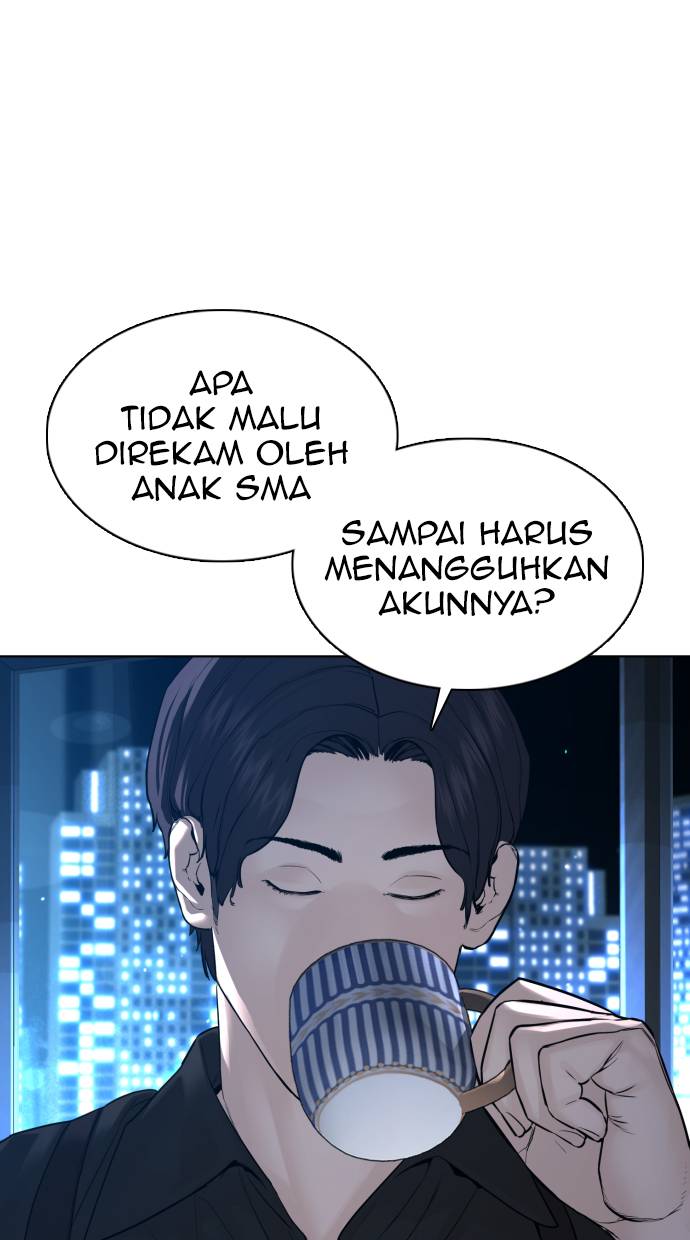 APA
TIDAK MALU
DIREKAM OLEH
ANAK SMA
SAMPAI HARUS
MENANGGUHKAN
AKUNNYA?